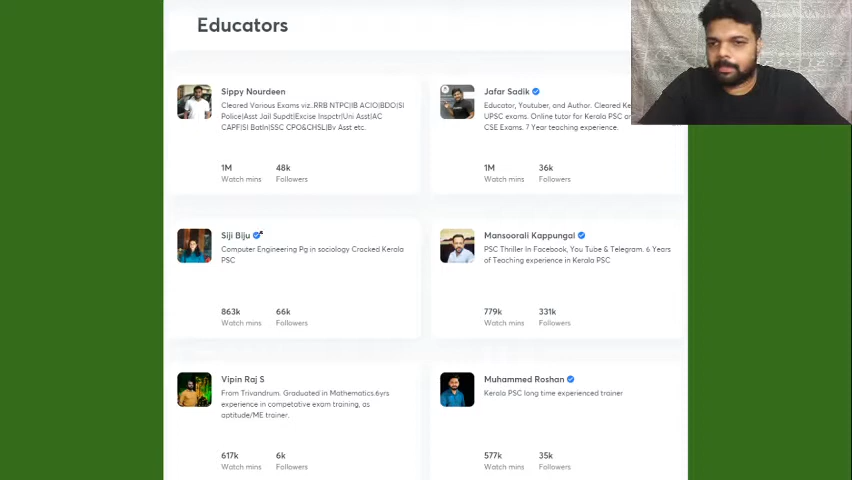 Educators
Sippy Nourdeen
Cleared Various Exams viz..RRB NTPC|IB ACIO|BDO|SI
Police|Asst Jail Supdt|Excise Inspctr|Uni Asst|AC
CAPF|SI Batln|SSC CPO&CHSL|Bv Asst etc.
1M
48k
Watch mins
Followers
Jafar Sadik
Educator, Youtuber, and Author. Cleared
UPSC exams. Online tutor for Kerala PSC
CSE Exams. 7 Year teaching experience.
1M
36k
Watch mins
Followers
Siji Biju
Computer Engineering Pg in sociology Cracked Kerala
PSC
863k
66k
Watch mins
Followers
Mansoorali Kappungal
PSC Thriller In Facebook, You Tube & Telegram. 6 Years
of Teaching experience in Kerala PSC
779k
331k
Watch mins
Followers
Vipin Raj S
From Trivandrum. Graduated in Mathematics.6yrs
experience in competative exam training, as
aptitude/ME trainer.
617k
6k
Watch mins
Followers
Muhammed Roshan
Kerala PSC long time experienced trainer
577k
35k
Watch mins
Followers